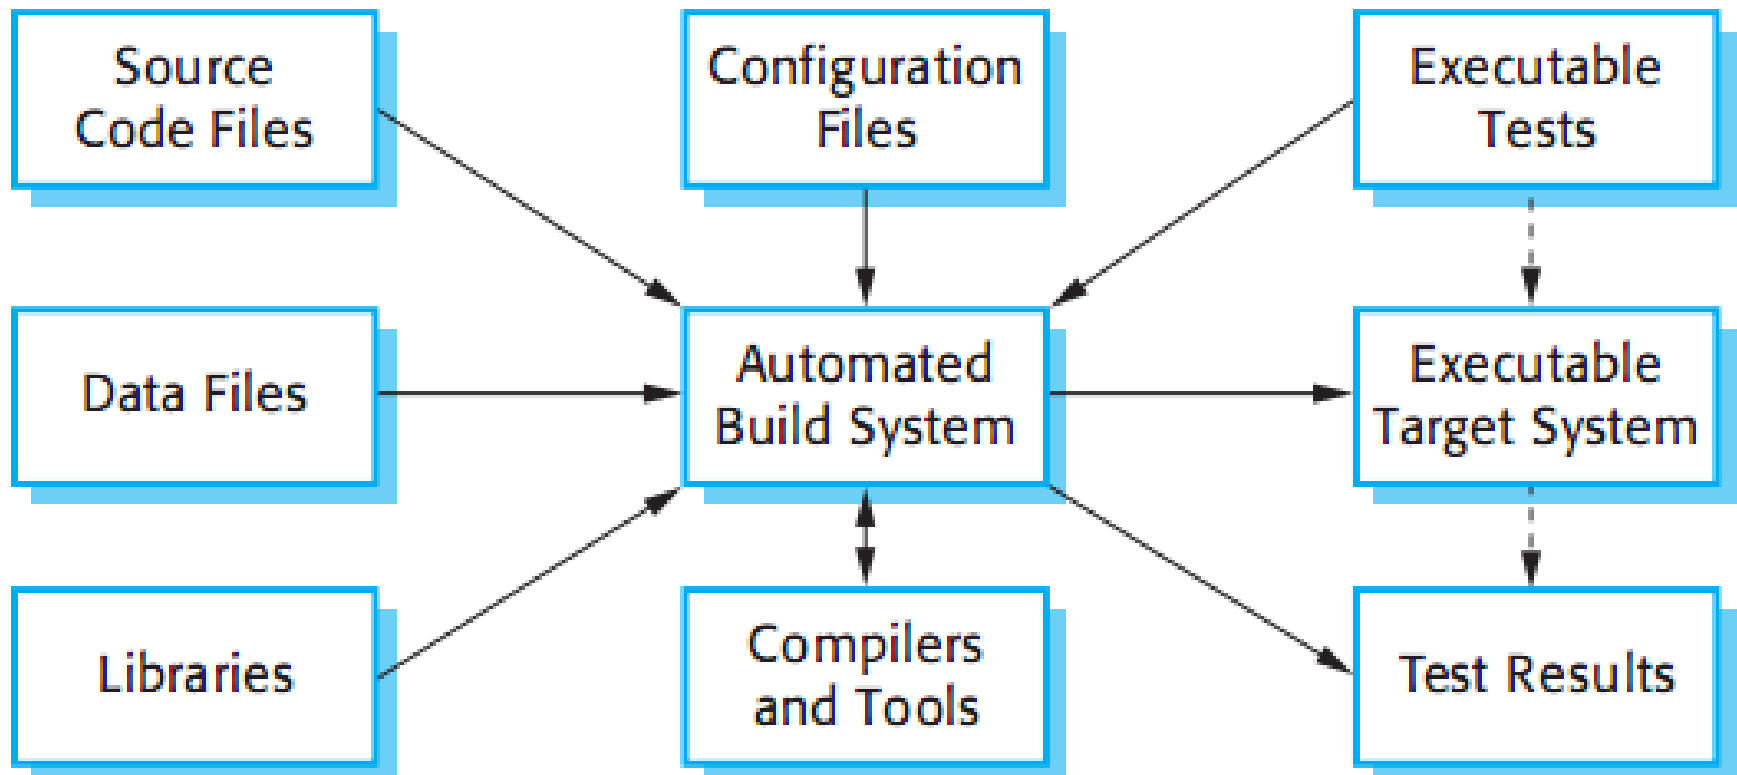 Source
Code Files
Configuration
Files
Executable
Tests
Data Files
Automated
Build System
Executable
Target System
Libraries
Compilers
and Tools
Test Results